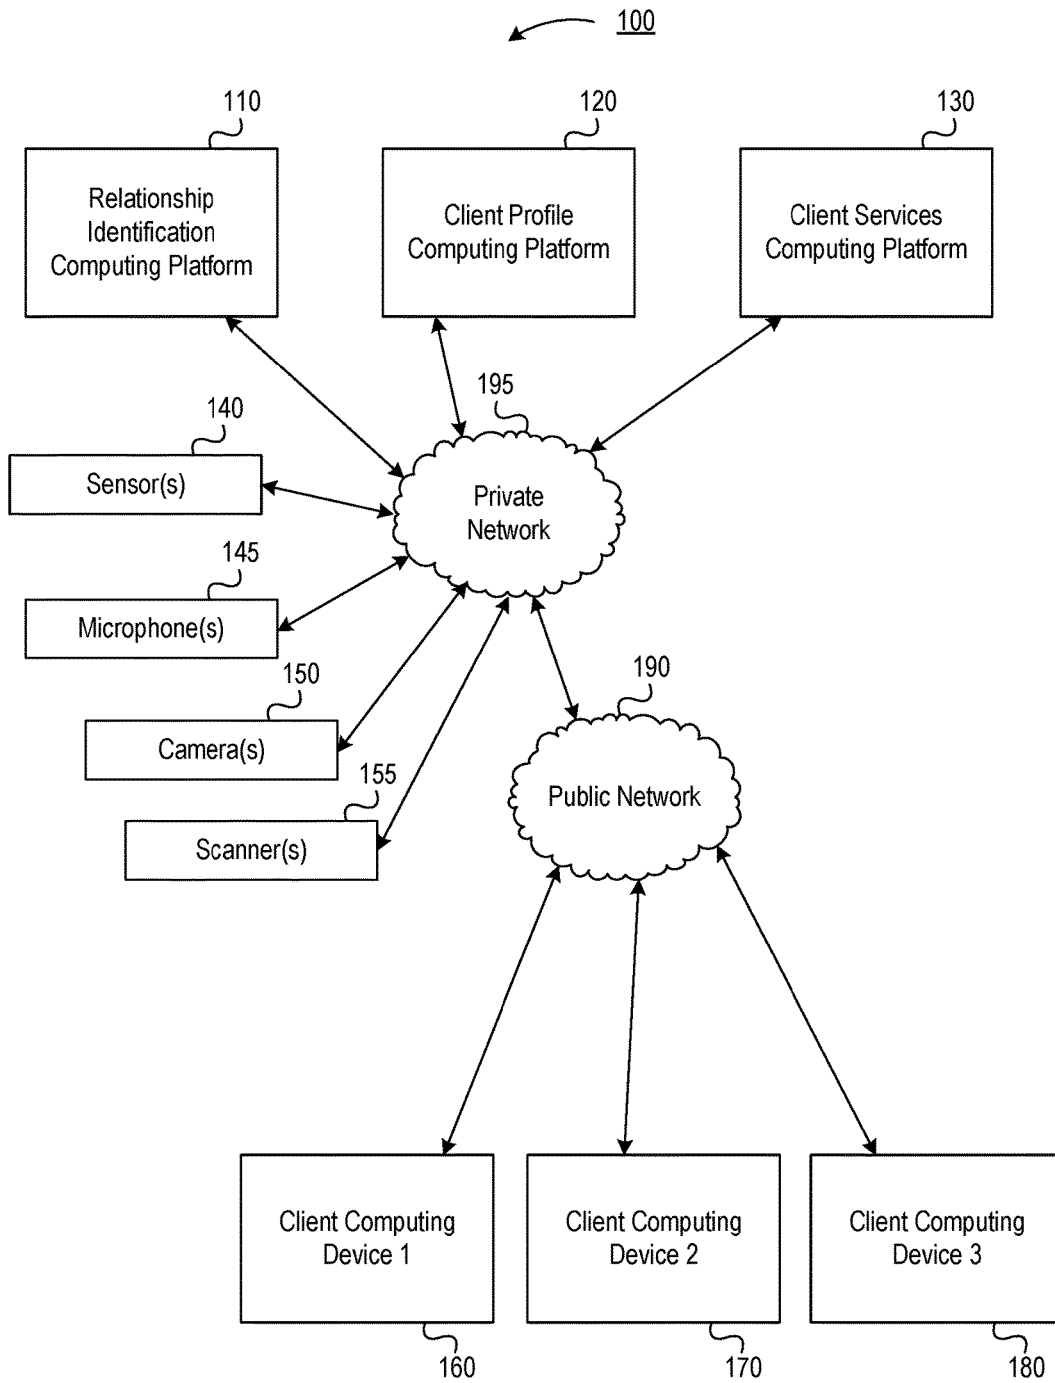 100
110
120
130
Relationship
Identification
Computing Platform
Client Profile
Computing Platform
Client Services
Computing Platform
195
140
Sensor(s)
Private
Network
145
Microphone(s)
150
Camera(s)
190
155
Scanner(s)
Public Network
Client Computing
Device 1
Client Computing
Device 2
Client Computing
Device 3
160
170
180